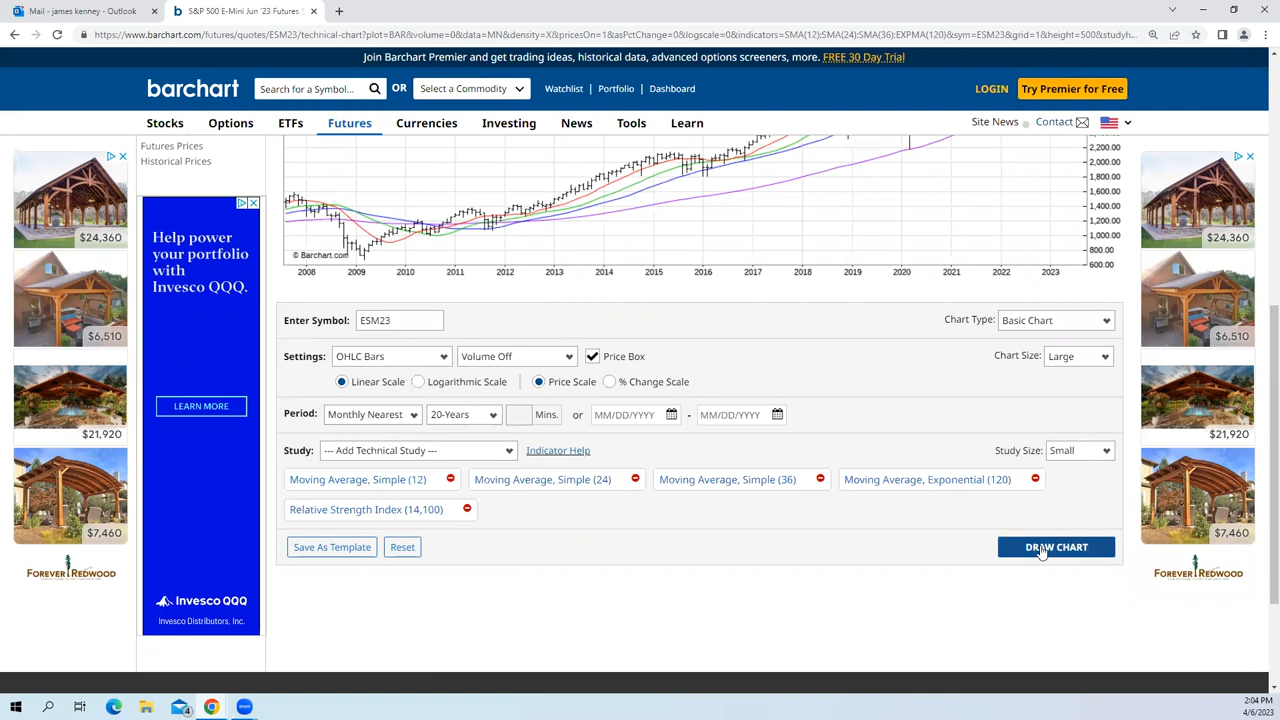 Mail - james kenney - Outlook
S&P 500 E-Mini Jun '23 Futures S
https://www.barchart.com/futures/quotes/ESM23/technical-chart?plot=BAR&volume=0&data=MN&density=X&pricesOn=1&asPctChange=0&logscale=0&indicators=SMA(12);SMA(24);SMA(36);EXPMA(120)&sym=ESM23&grid=1&height=500&studyh...
Join Barchart Premier and get trading ideas, historical data, advanced options screeners, more. FREE 30 Day Trial
barchart
Search for a Symbol...
OR
Select a Commodity
Watchlist
Portfolio
Dashboard
LOGIN
Try Premier for Free
Stocks
Options
ETFs
Futures
Currencies
Investing
News
Tools
Learn
Site News
Contact
Futures Prices
Historical Prices
2,000.00
1,800.00
1,600.00
1,400.00
1,200.00
1,000.00
800.00
600.00
© Barchart.com
2008 2009 2010 2011 2012 2013 2014 2015 2016 2017 2018 2019 2020 2021 2022 2023
$24,360
$6,510
$21,920
$7,460
FOREVER REDWOOD
Help power
your portfolio
with
Invesco QQQ.
LEARN MORE
Invesco QQQ
Invesco Distributors, Inc.
Enter Symbol: ESM23
Chart Type: Basic Chart
Settings: OHLC Bars Volume Off Price Box
Chart Size: Large
Linear Scale Logarithmic Scale Price Scale % Change Scale
Period: Monthly Nearest 20-Years Mins. or MM/DD/YYYY - MM/DD/YYYY
Study: --- Add Technical Study --- Indicator Help
Study Size: Small
Moving Average, Simple (12)
Moving Average, Simple (24)
Moving Average, Simple (36)
Moving Average, Exponential (120)
Relative Strength Index (14,100)
Save As Template
Reset
DRAW CHART
$24,360
$6,510
$21,920
$7,460
FOREVER REDWOOD
4
2:04 PM
4/6/2023